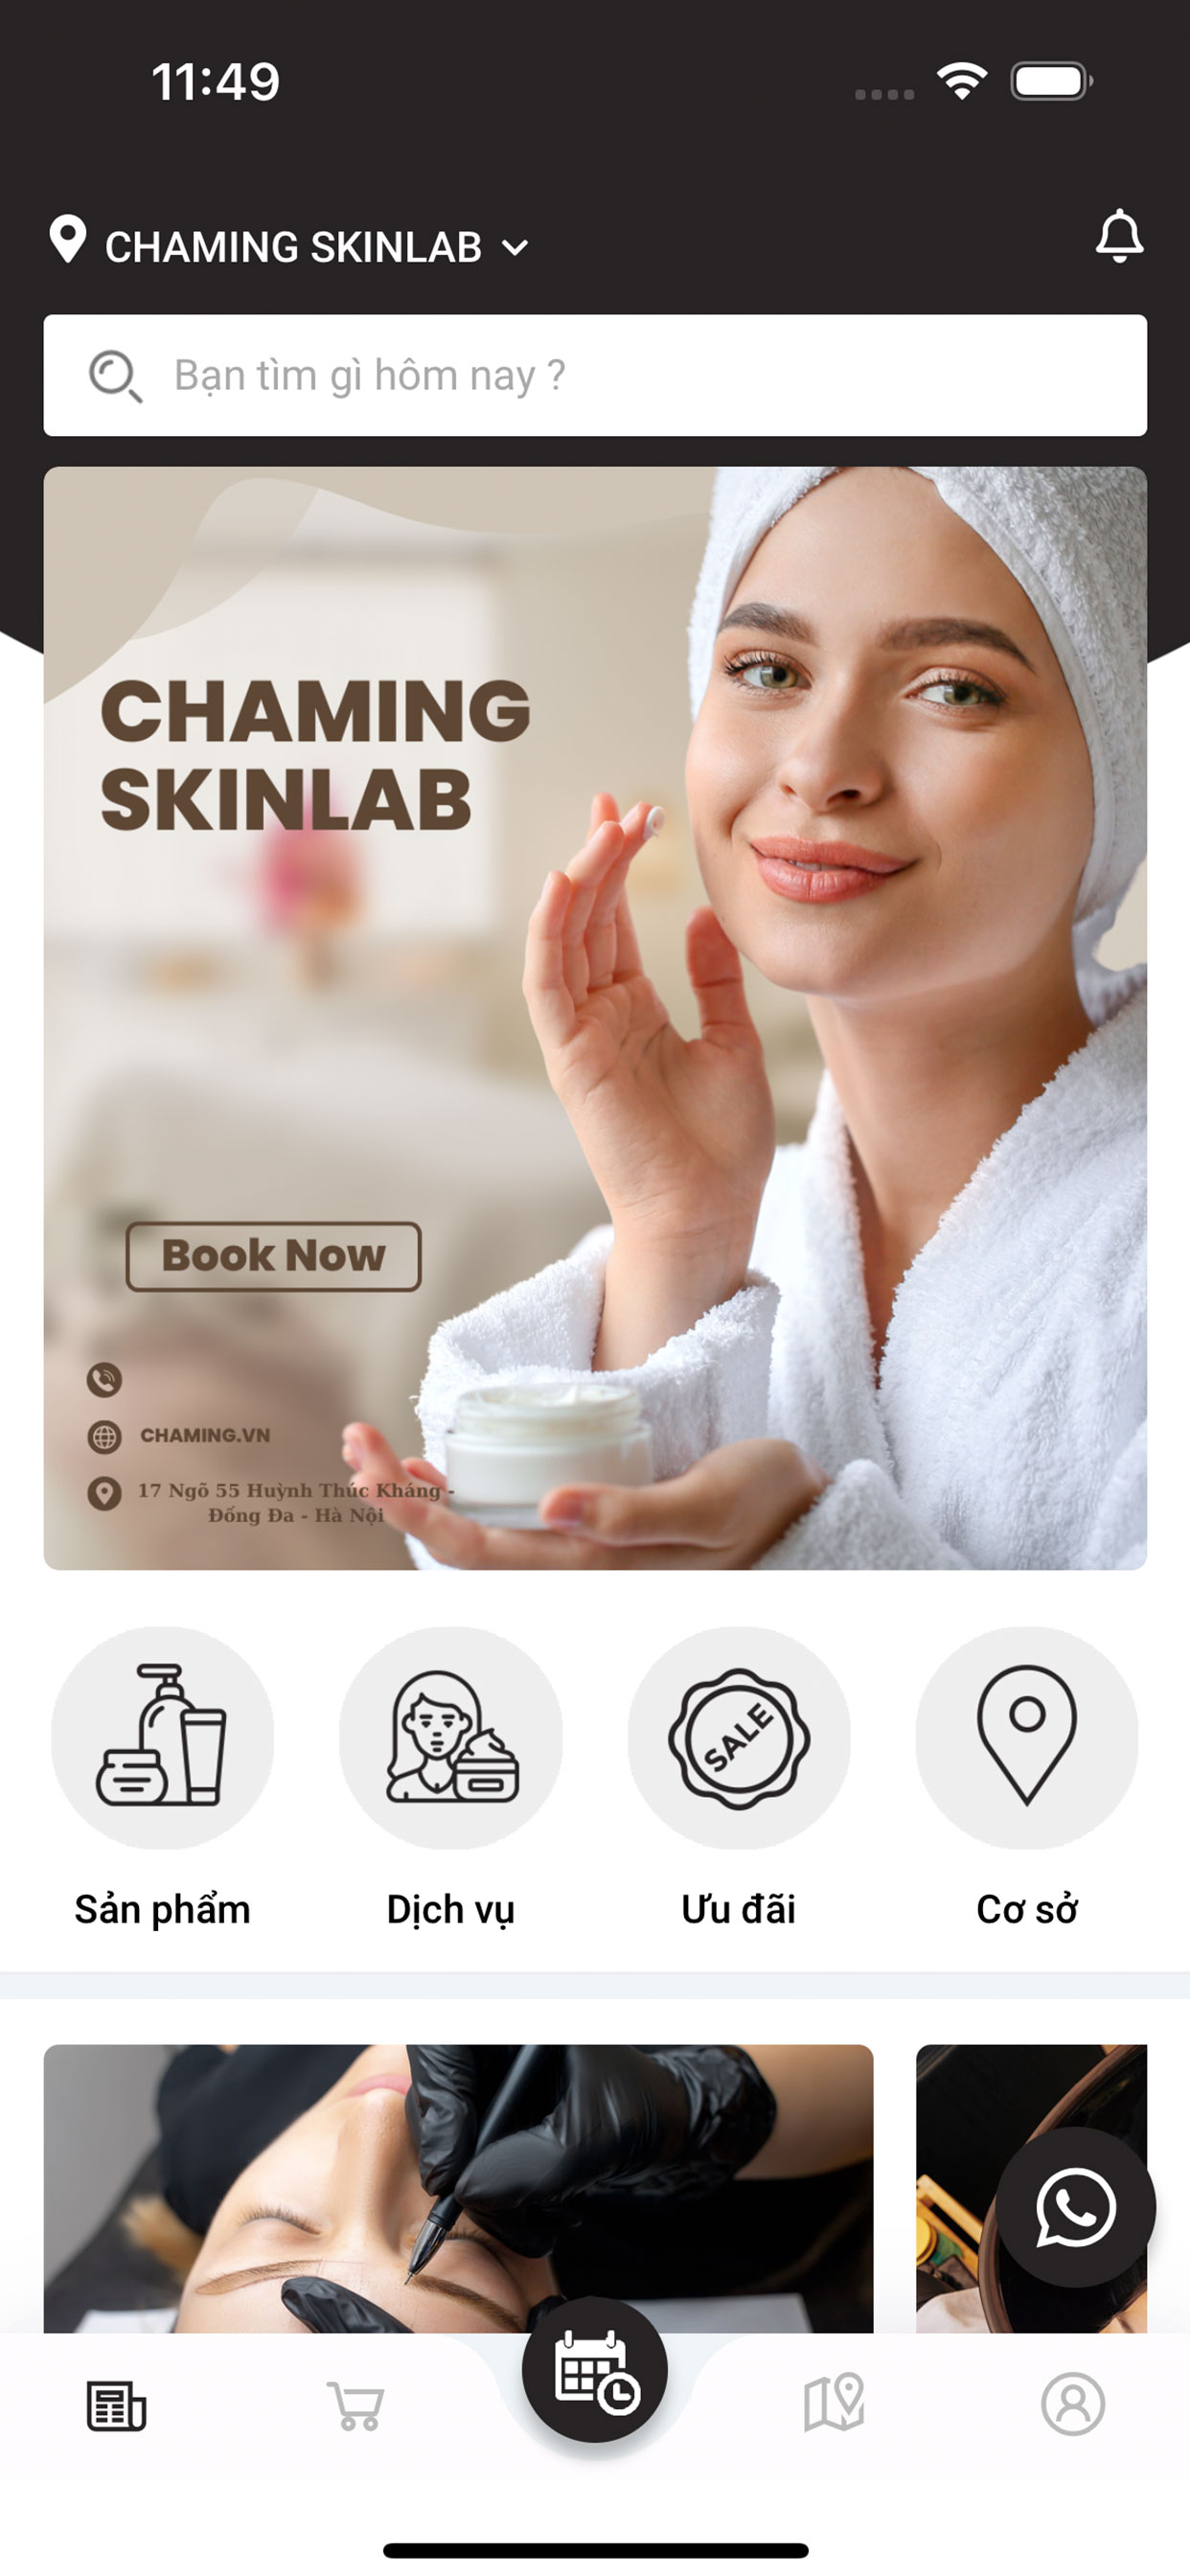 11:49
CHAMING SKINLAB
Bạn tìm gì hôm nay ?
CHAMING
SKINLAB
Book Now
CHAMING.VN
17 Ngõ 55 Huỳnh Thúc Kháng -
Đống Đa - Hà Nội
SALE
Sản phẩm
Dịch vụ
Ưu đãi
Cơ sở